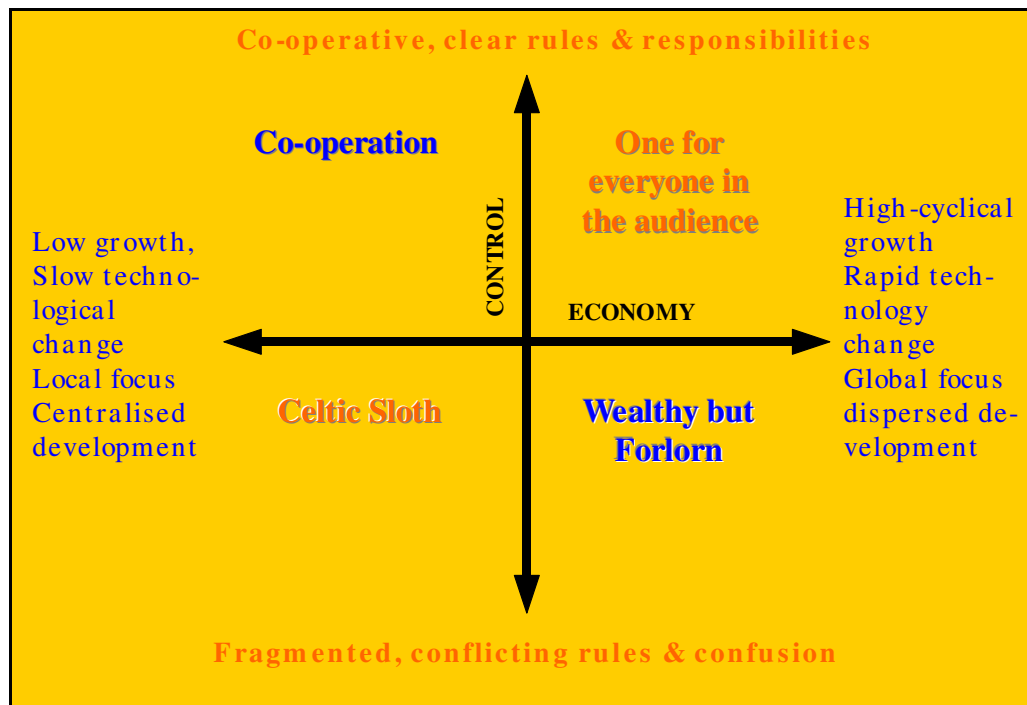 Co-operative, clear rules & responsibilities
Co-operation
One for
everyone in
the audience
CONTROL
ECONOMY
Low growth,
Slow techno-
logical
change
Local focus
Centralised
development
High-cyclical
growth
Rapid tech-
nology
change
Global focus
dispersed de-
velopment
Celtic Sloth
Wealthy but
Forlorn
Fragmented, conflicting rules & confusion